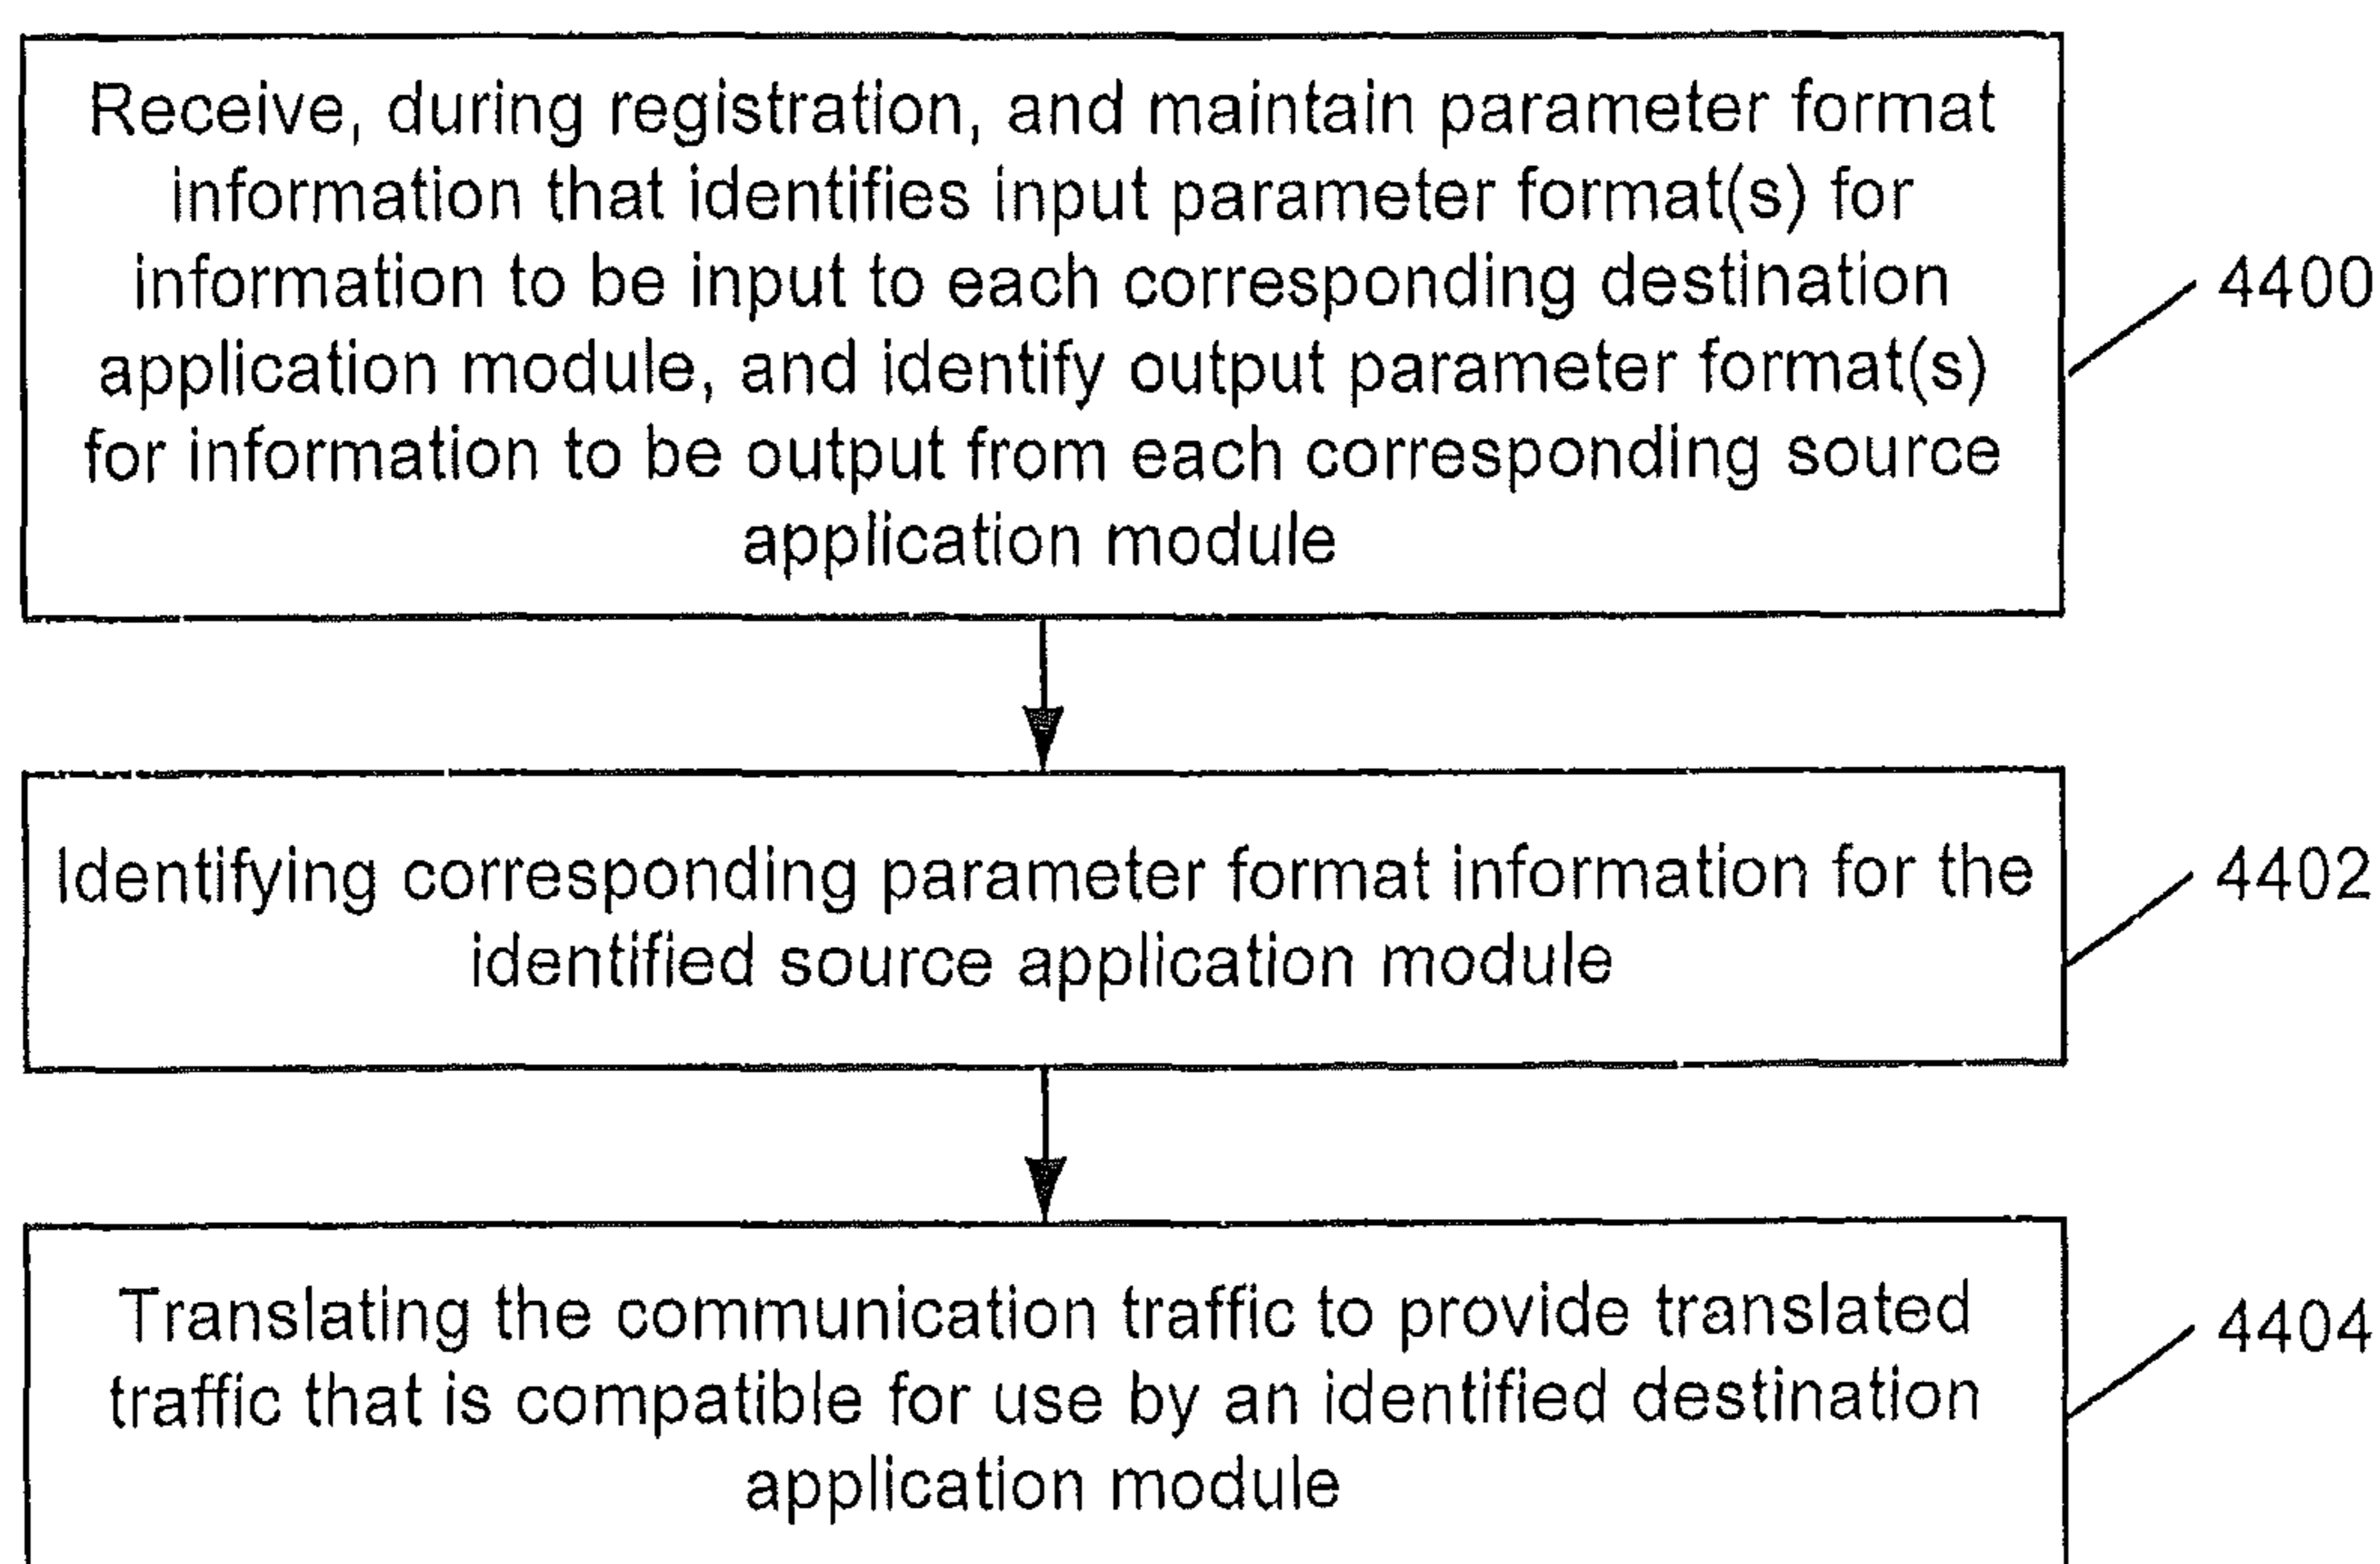 Receive, during registration, and maintain parameter format
information that identifies input parameter format(s) for
information to be input to each corresponding destination
application module, and identify output parameter format(s)
for information to be output from each corresponding source
application module
4400
Identifying corresponding parameter format information for the
identified source application module
4402
Translating the communication traffic to provide translated
traffic that is compatible for use by an identified destination
application module
4404